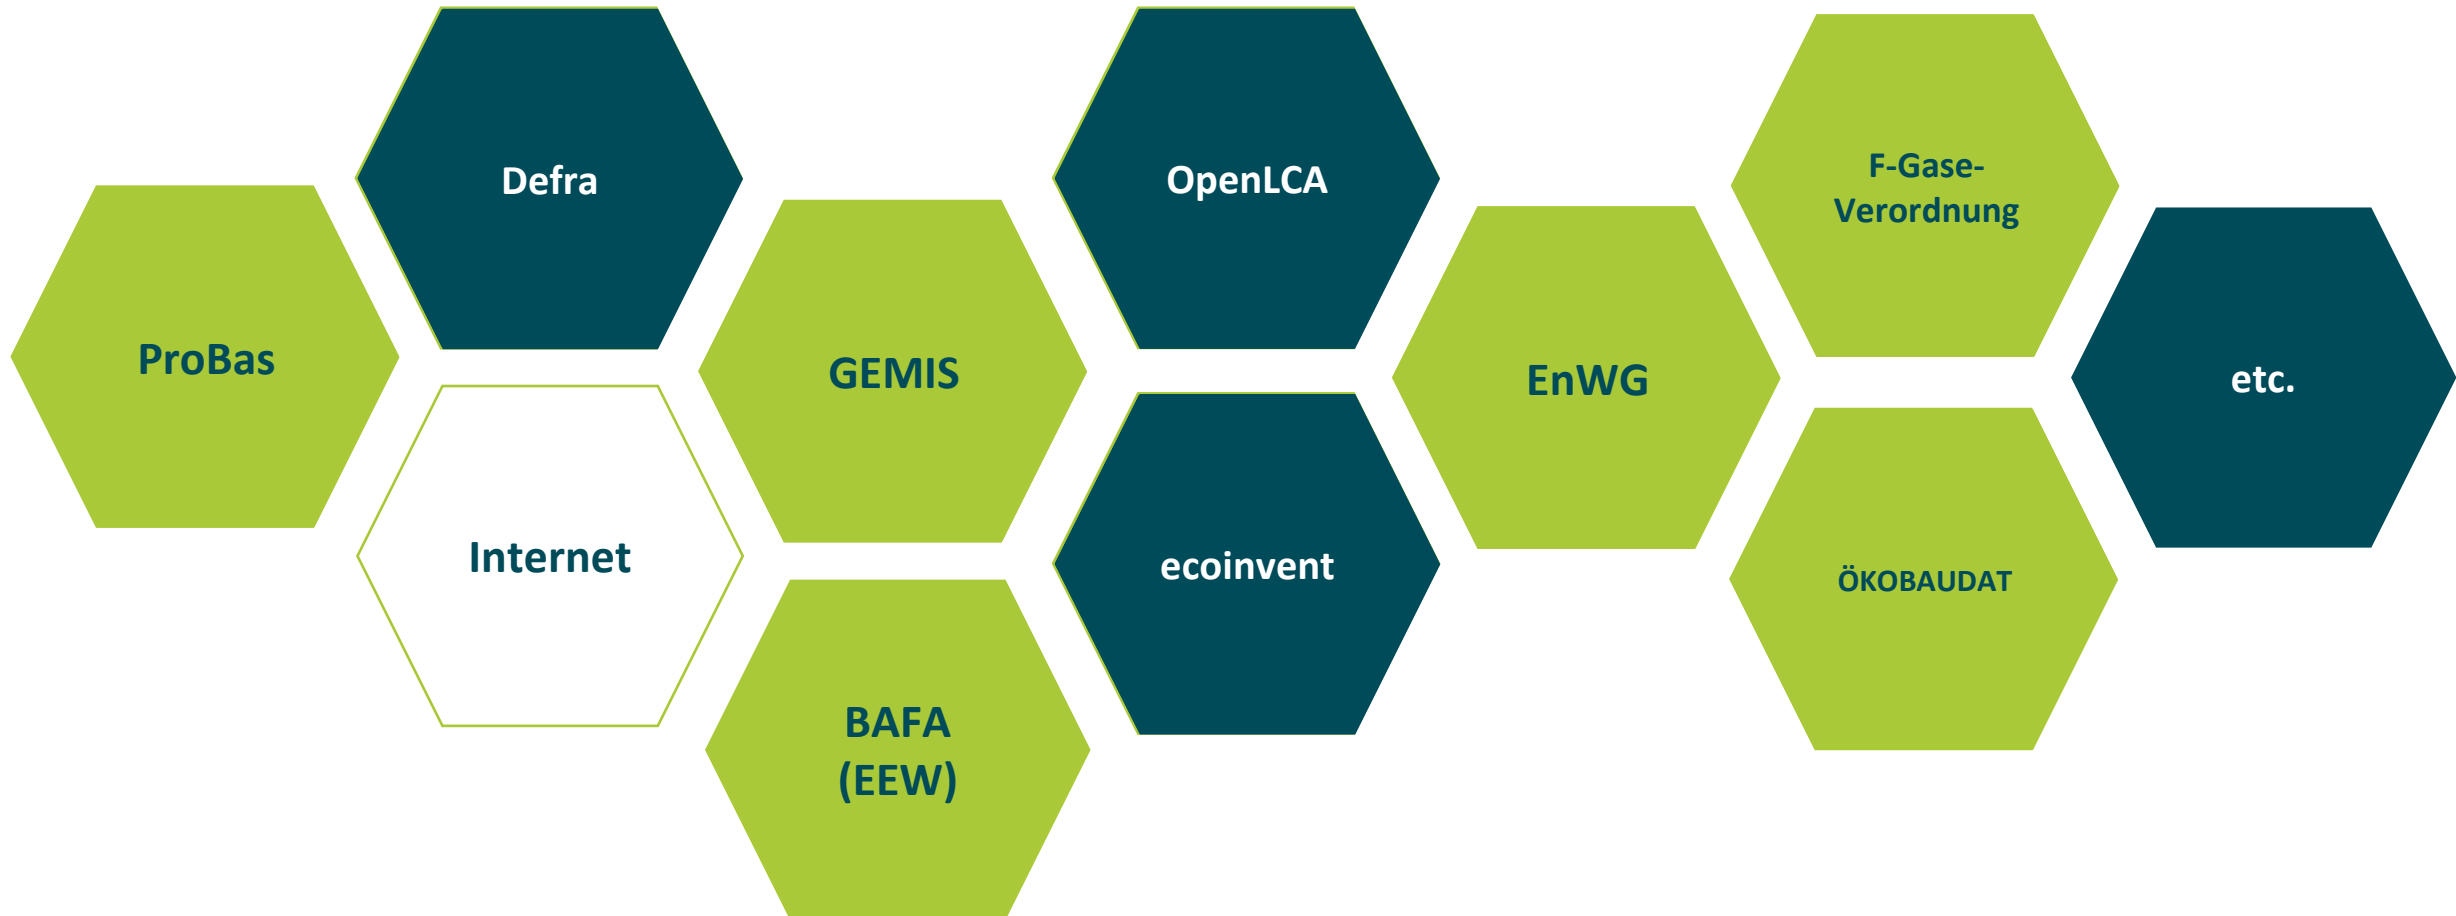 Defra
OpenLCA
F-Gase-
Verordnung
ProBas
GEMIS
EnWG
etc.
Internet
ecoinvent
ÖKOBAUDAT
BAFA
(EEW)